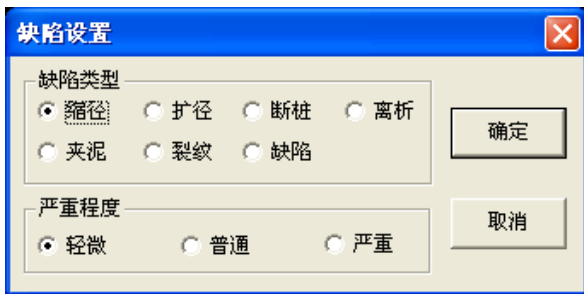 缺陷设置
缺陷类型
缩径 扩径 断桩 离析
夹泥 裂纹 缺陷
确定
严重程度
轻微 普通 严重
取消